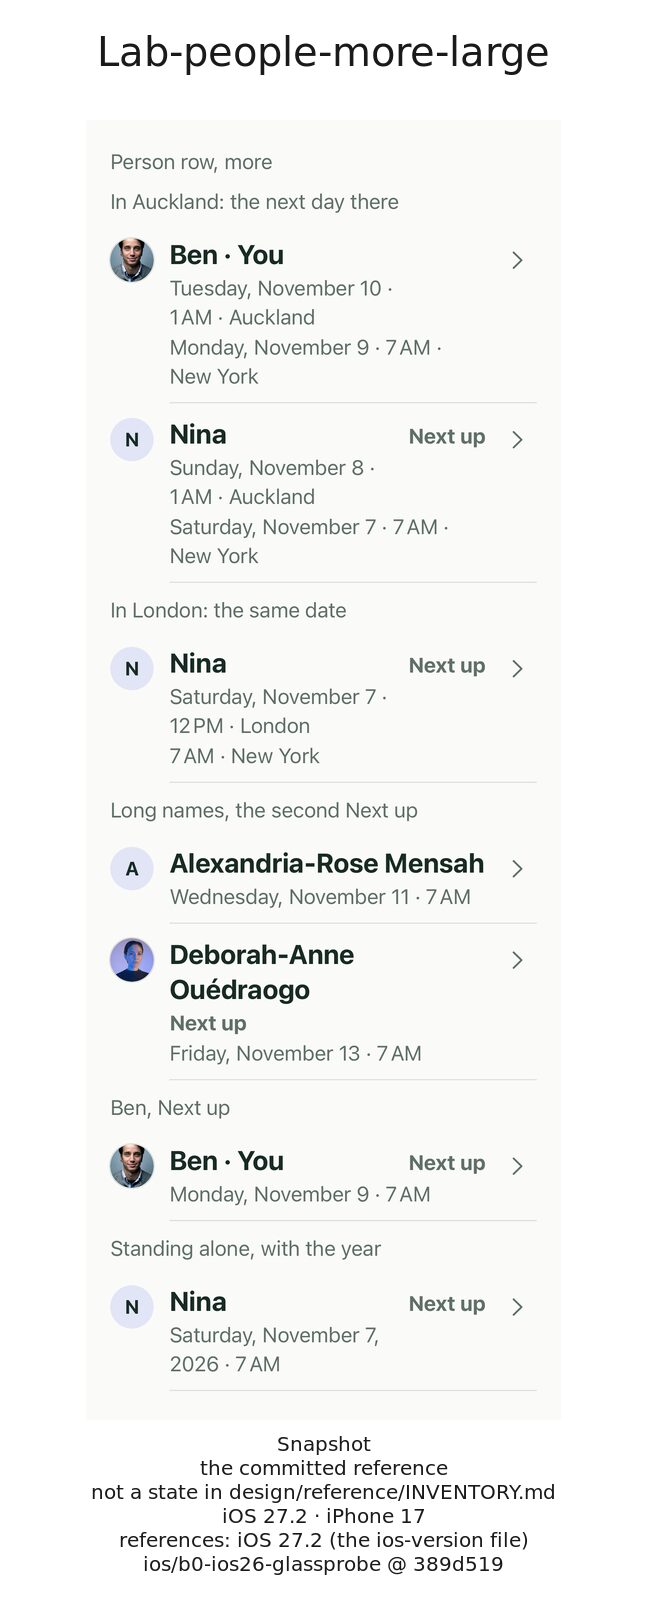 Lab-people-more-large
Person row, more
In Auckland: the next day there
Ben · You
Tuesday, November 10 ·
1 AM · Auckland
Monday, November 9 · 7 AM ·
New York
N
Nina
Next up
Sunday, November 8 ·
1 AM · Auckland
Saturday, November 7 · 7 AM ·
New York
In London: the same date
N
Nina
Next up
Saturday, November 7 ·
12 PM · London
7 AM · New York
Long names, the second Next up
A
Alexandria-Rose Mensah
Wednesday, November 11 · 7 AM
Deborah-Anne
Ouédraogo
Next up
Friday, November 13 · 7 AM
Ben, Next up
Ben · You
Next up
Monday, November 9 · 7 AM
Standing alone, with the year
N
Nina
Next up
Saturday, November 7,
2026 · 7 AM
Snapshot
the committed reference
not a state in design/reference/INVENTORY.md
iOS 27.2 · iPhone 17
references: iOS 27.2 (the ios-version file)
ios/b0-ios26-glassprobe @ 389d519